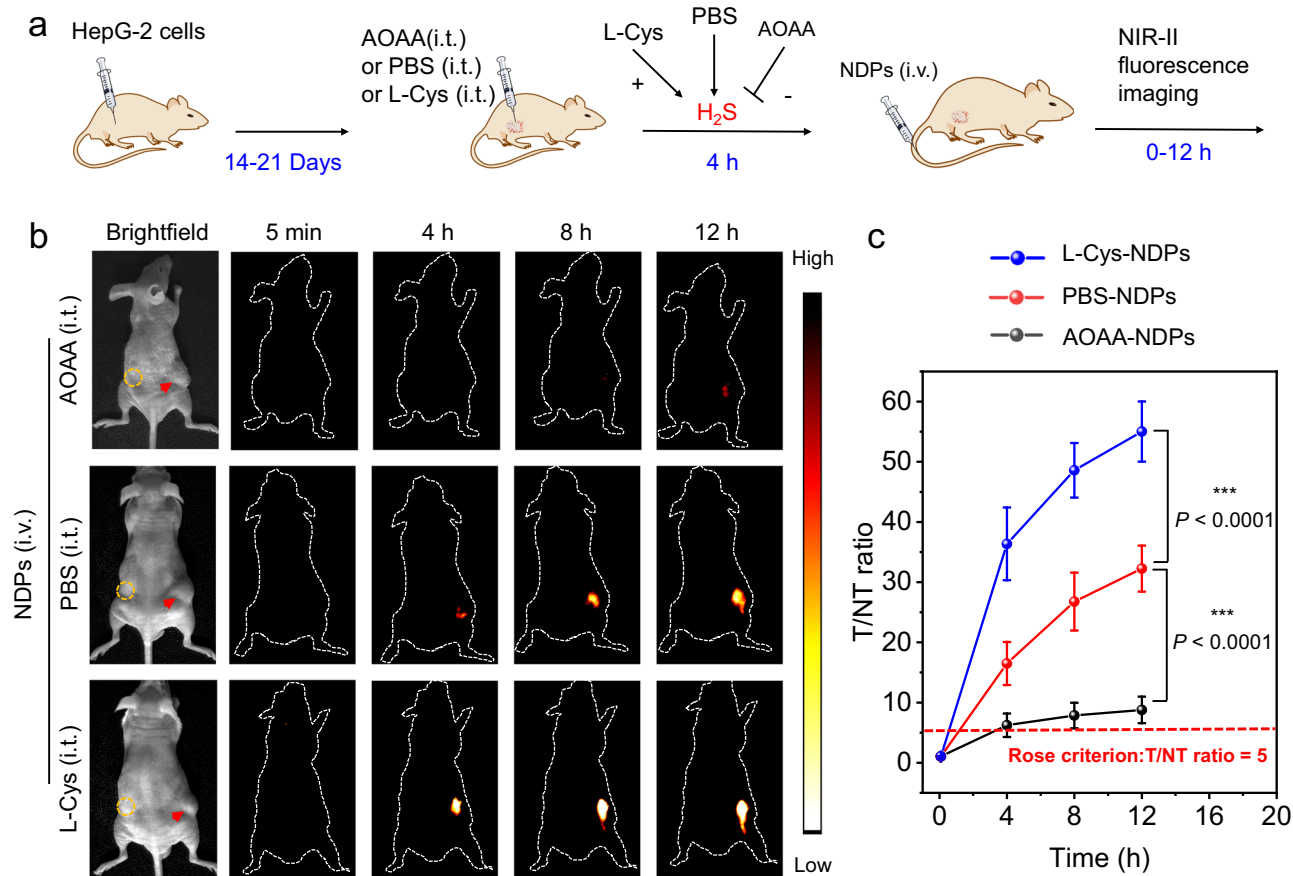 a
HepG-2 cells
14-21 Days
AOAA(i.t.)
or PBS (i.t.)
or L-Cys (i.t.)
L-Cys
PBS
AOAA
+
-
H₂S
4 h
NDPs (i.v.)
NIR-II
fluorescence
imaging
0-12 h
b
Brightfield
5 min
4 h
8 h
12 h
NDPs (i.v.)
AOAA (i.t.)
PBS (i.t.)
L-Cys (i.t.)
High
Low
c
L-Cys-NDPs
PBS-NDPs
AOAA-NDPs
T/NT ratio
60
50
40
30
20
10
0
***
P < 0.0001
***
P < 0.0001
Rose criterion:T/NT ratio = 5
0 4 8 12 16 20
Time (h)